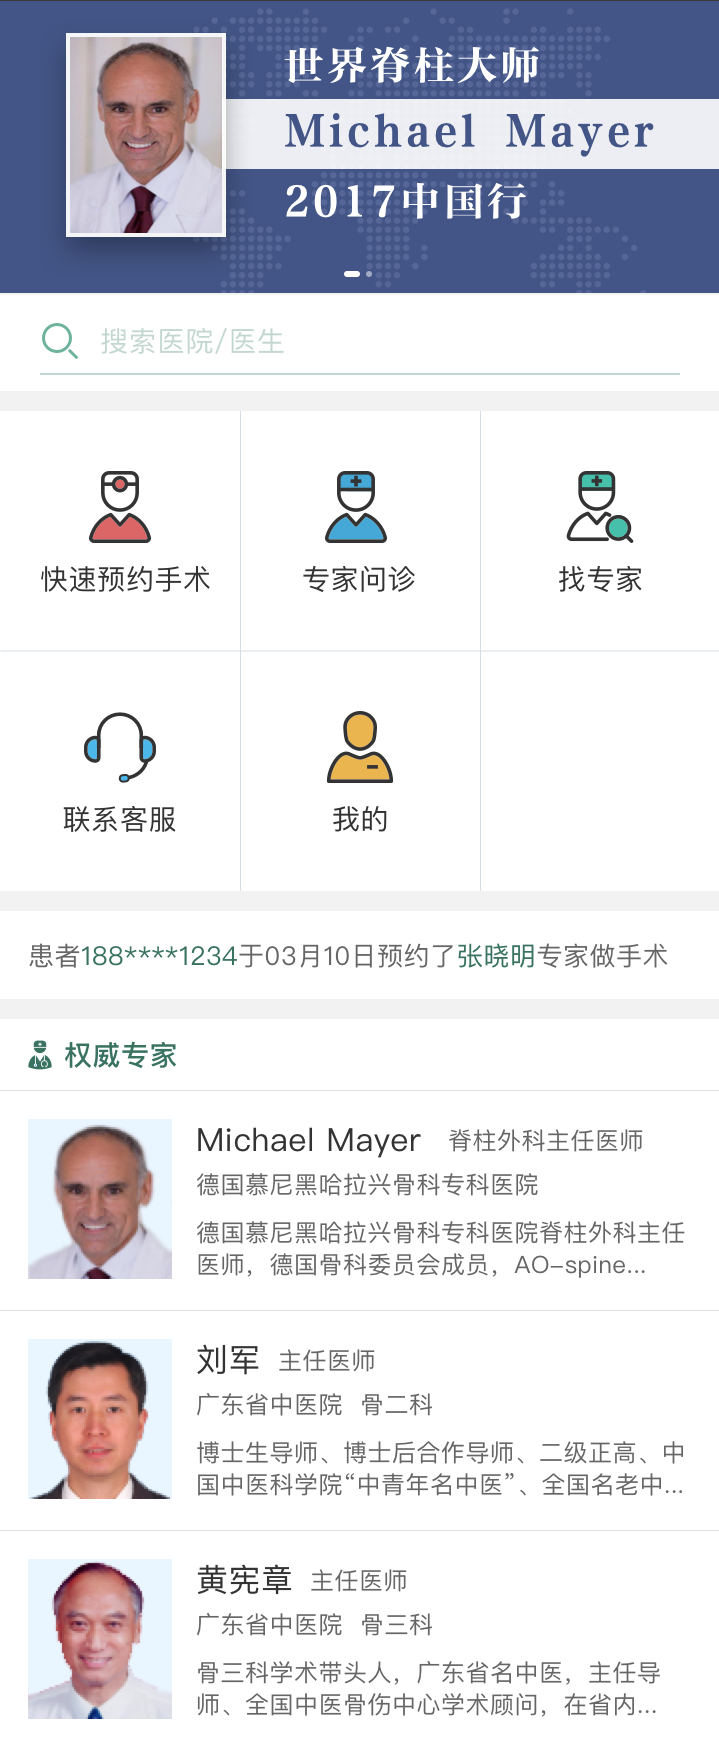 世界脊柱大师
Michael Mayer
2017中国行
搜索医院/医生
快速预约手术
专家问诊
找专家
联系客服
我的
患者188****1234于03月10日预约了张晓明专家做手术
权威专家
Michael Mayer 脊柱外科主任医师
德国慕尼黑哈拉兴骨科专科医院
德国慕尼黑哈拉兴骨科专科医院脊柱外科主任
医师，德国骨科委员会成员，AO-spine...
刘军 主任医师
广东省中医院 骨二科
博士生导师、博士后合作导师、二级正高、中
国中医科学院“中青年名中医”、全国名老中...
黄宪章 主任医师
广东省中医院 骨三科
骨三科学术带头人，广东省名中医，主任导
师、全国中医骨伤中心学术顾问，在省内...